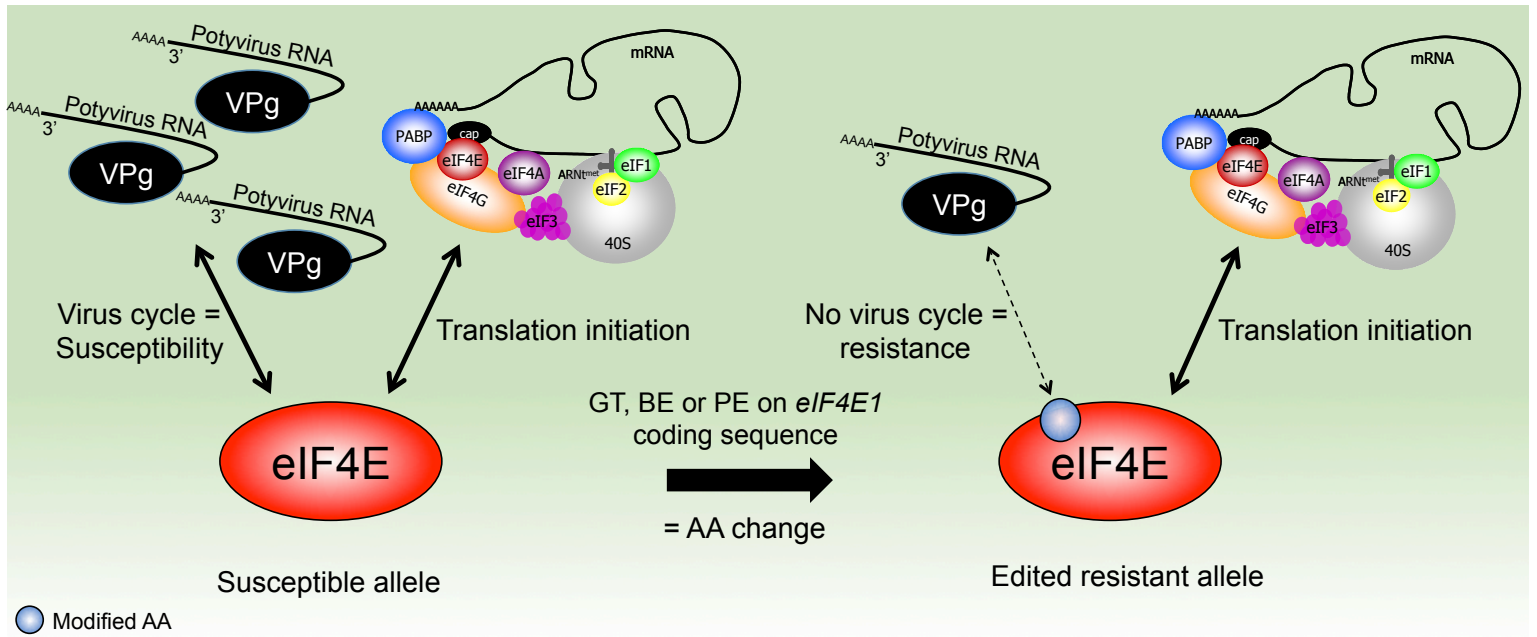 AAAA Potyvirus RNA
3’
VPg
AAAA Potyvirus RNA
3’
VPg
AAAA Potyvirus RNA
3’
VPg
mRNA
AAAAAA
PABP
cap
eIF4E
eIF4G
eIF4A
eIF3
ARNtmet
eIF2
eIF1
40S
Virus cycle =
Susceptibility
Translation initiation
eIF4E
Susceptible allele
GT, BE or PE on eIF4E1
coding sequence
= AA change
AAAA Potyvirus RNA
3’
VPg
mRNA
AAAAAA
PABP
cap
eIF4E
eIF4G
eIF4A
eIF3
ARNtmet
eIF2
eIF1
40S
No virus cycle =
resistance
Translation initiation
eIF4E
Edited resistant allele
Modified AA